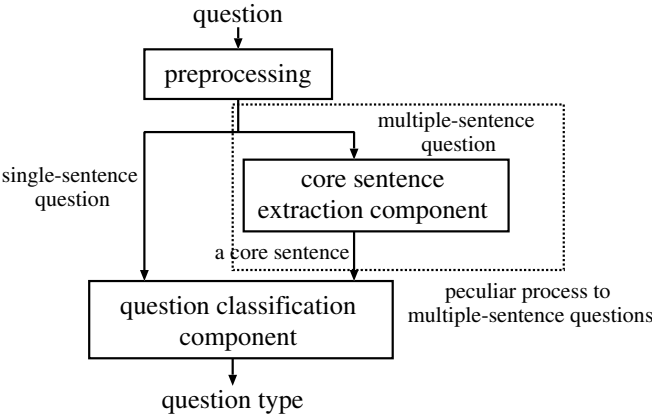 question
preprocessing
multiple-sentence
question
single-sentence
question
core sentence
extraction component
a core sentence
question classification
component
peculiar process to
multiple-sentence questions
question type